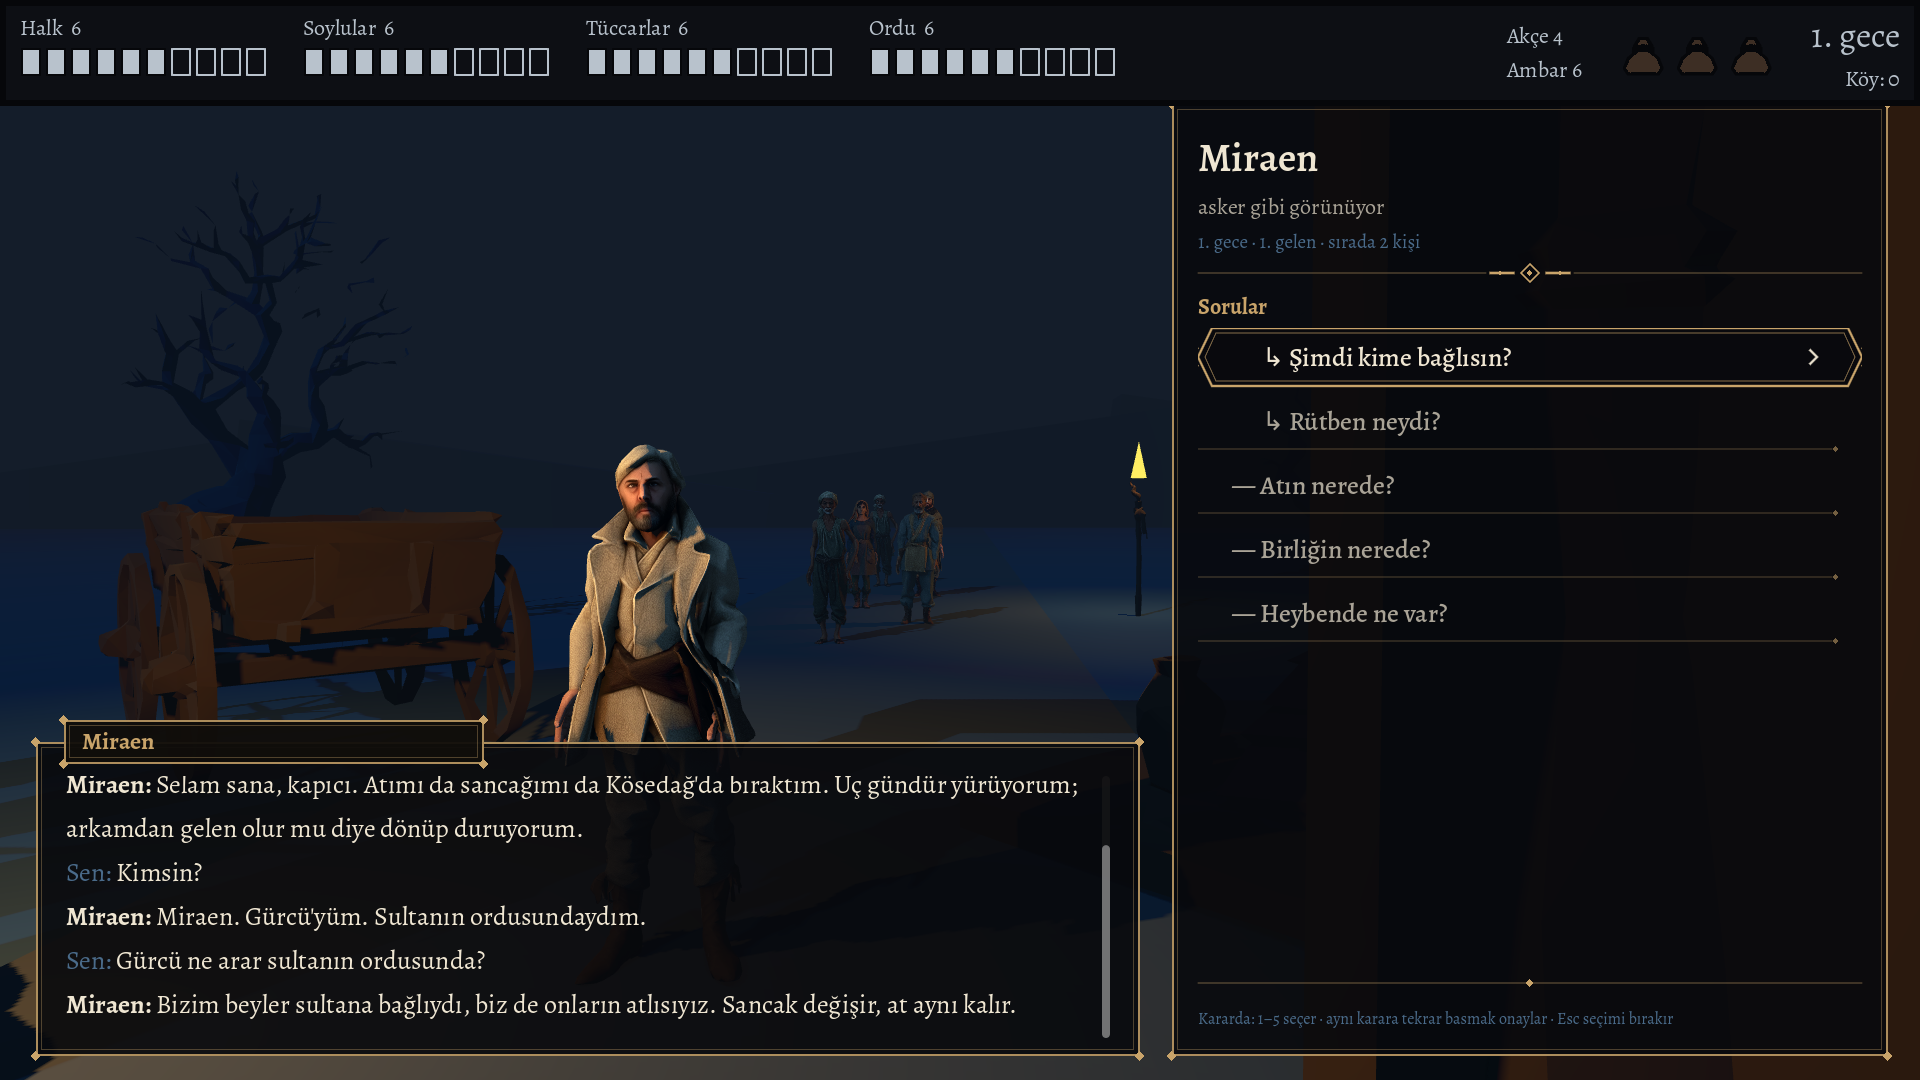 Halk 6
Soylular 6
Tüccarlar 6
Ordu 6
Akçe 4
Ambar 6
1. gece
Köy: 0
Miraen
asker gibi görünüyor
1. gece · 1. gelen · sırada 2 kişi
Sorular
↳ Şimdi kime bağlısın?
↳ Rütben neydi?
— Atın nerede?
— Birliğin nerede?
— Heybende ne var?
Kararda: 1–5 seçer · aynı karara tekrar basmak onaylar · Esc seçimi bırakır
Miraen
Miraen: Selam sana, kapıcı. Atımı da sancağımı da Kösedağ'da bıraktım. Uç gündür yürüyorum;
arkamdan gelen olur mu diye dönüp duruyorum.
Sen: Kimsin?
Miraen: Miraen. Gürcü'yüm. Sultanın ordusundaydım.
Sen: Gürcü ne arar sultanın ordusunda?
Miraen: Bizim beyler sultana bağlıydı, biz de onların atlısıyız. Sancak değişir, at aynı kalır.